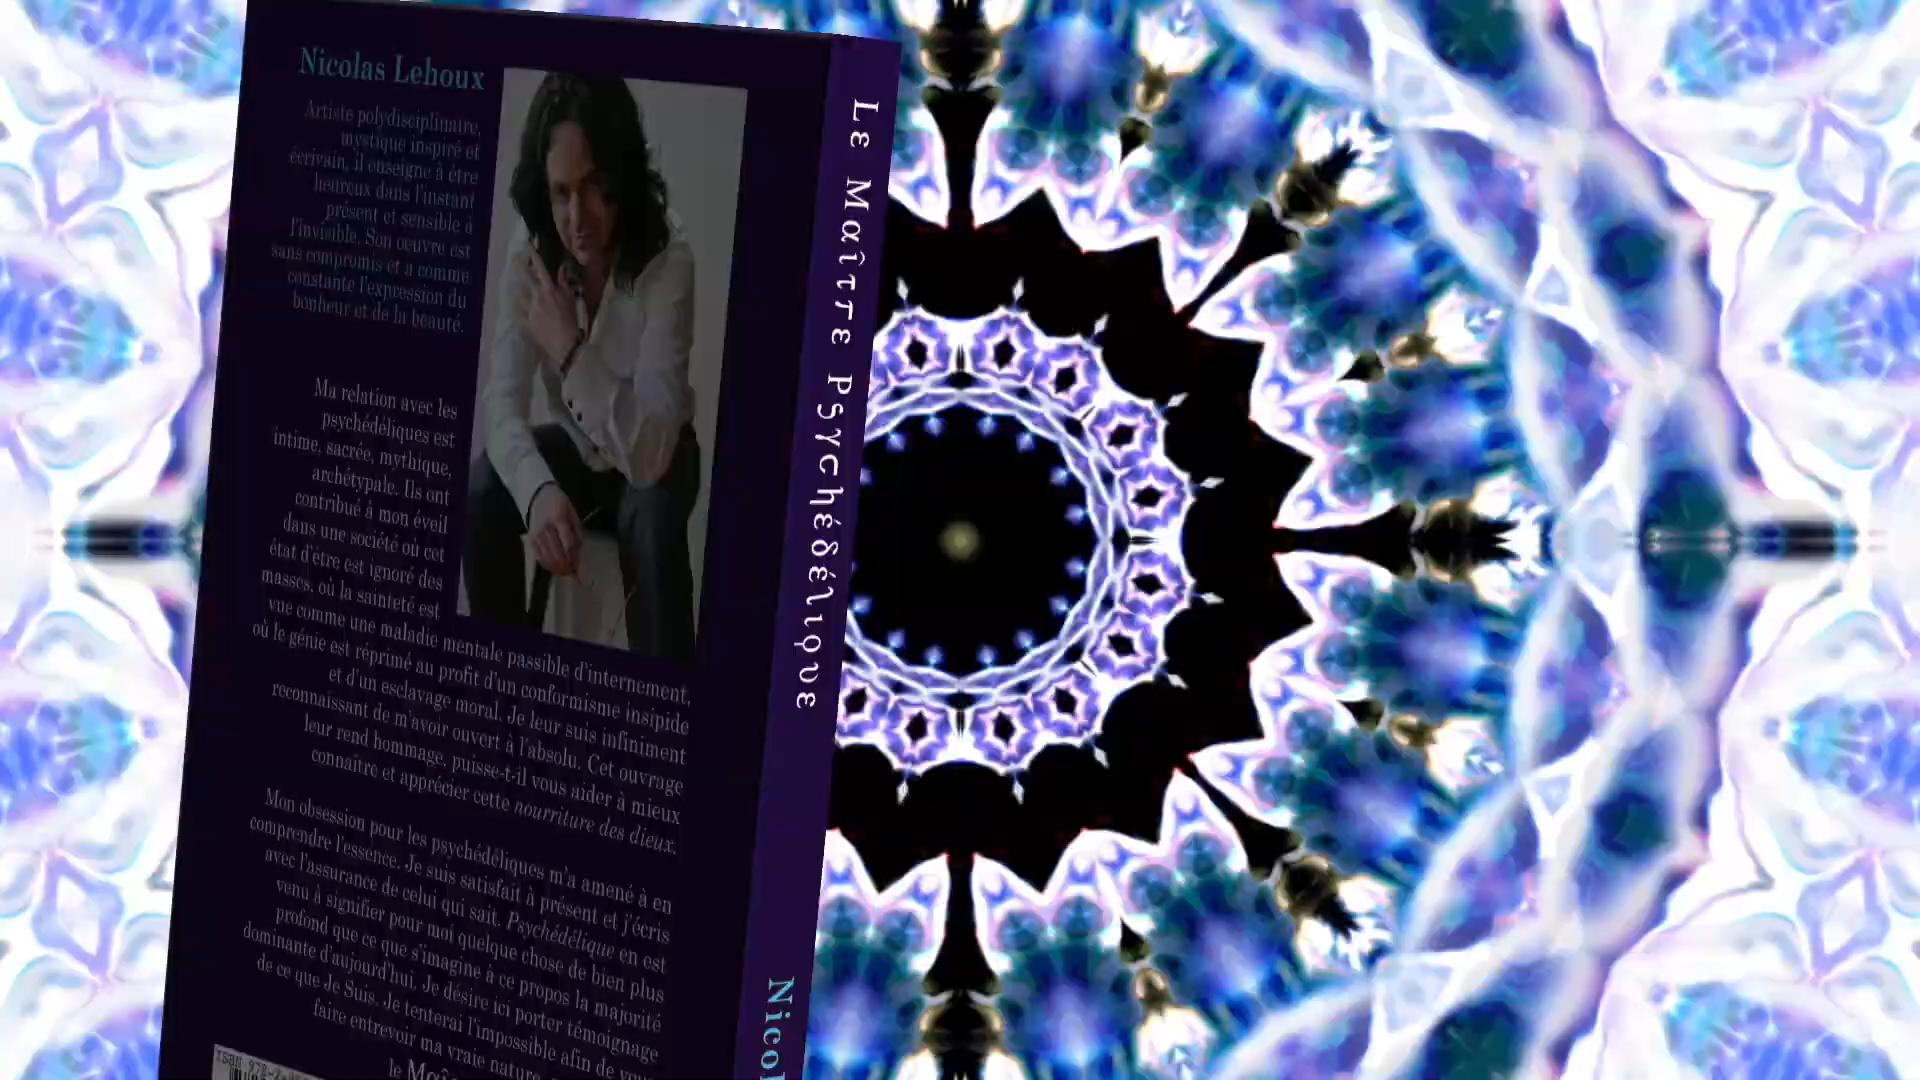 Nicolas Lehoux
Artiste polydisciplinaire,
mystique inspiré et
écrivain, il enseigne à être
heureux dans l'instant
présent et sensible à
l'invisible. Son œuvre est
sans compromis et a comme
constante l'expression du
bonheur et de la beauté.
Ma relation avec les
psychédéliques est
intime, sacrée, mythique,
archétypale. Ils ont
contribué à mon éveil
dans une société où cet
état d'être est ignoré des
masses, où la sainteté est
vue comme une maladie mentale passible d'internement,
où le génie est réprimé au profit d'un conformisme insipide
et d'un esclavage moral. Je leur suis infiniment
reconnaissant de m'avoir ouvert à l'absolu. Cet ouvrage
leur rend hommage, puisse-t-il vous aider à mieux
connaitre et apprécier cette nourriture des dieux.
Mon obsession pour les psychédéliques m'a amené à en
comprendre l'essence. Je suis satisfait à présent et j'écris
avec l'assurance de celui qui sait. Psychédélique en est
venu à signifier pour moi quelque chose de bien plus
profond que ce que s'imagine à ce propos la majorité
dominante d'aujourd'hui. Je désire ici porter témoignage
de ce que Je Suis. Je tenterai l'impossible afin de vous
faire entrevoir ma vraie nature,
le
ISBN
Le Maître Psychédélique
Nicol